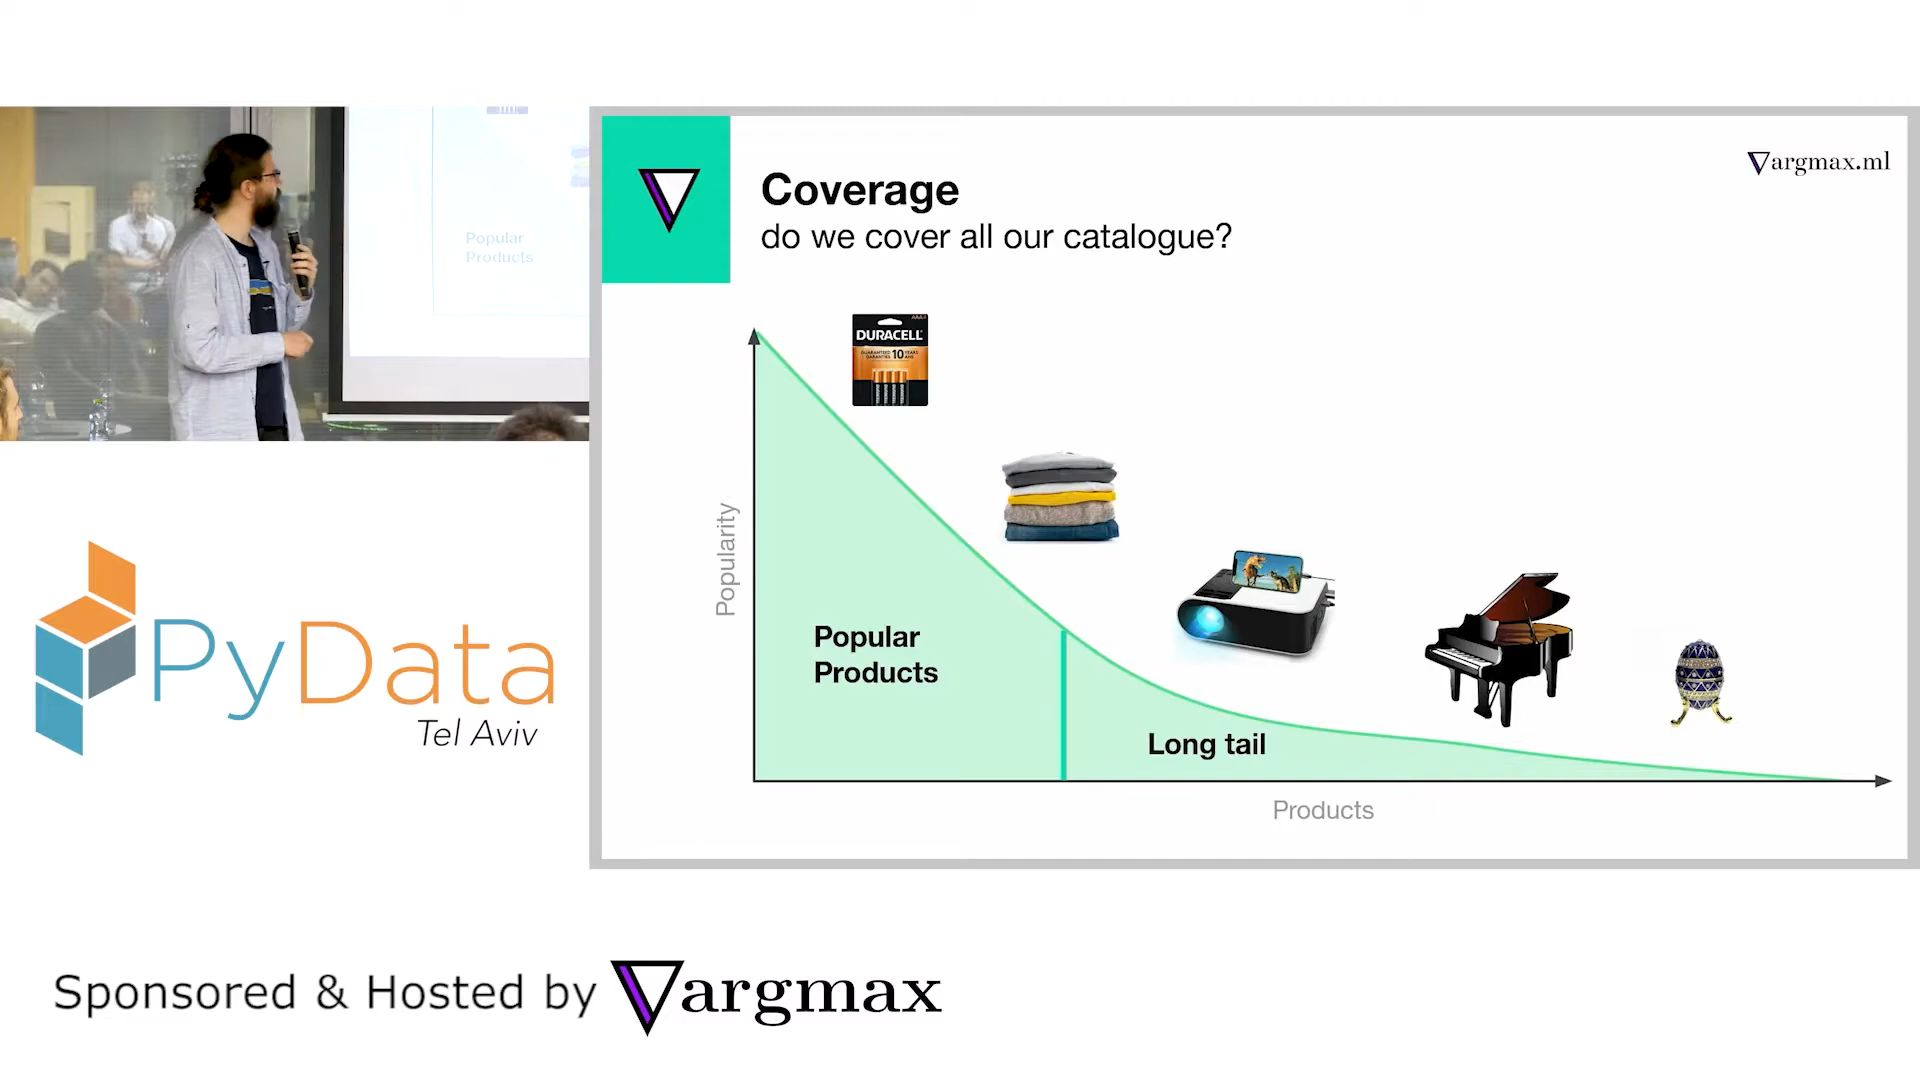 Popular
Products
argmax.ml
Coverage
do we cover all our catalogue?
DURACELL
GUARANTEED 10 YEARS
Popularity
Popular
Products
Long tail
Products
PyData
Tel Aviv
Sponsored & Hosted by argmax